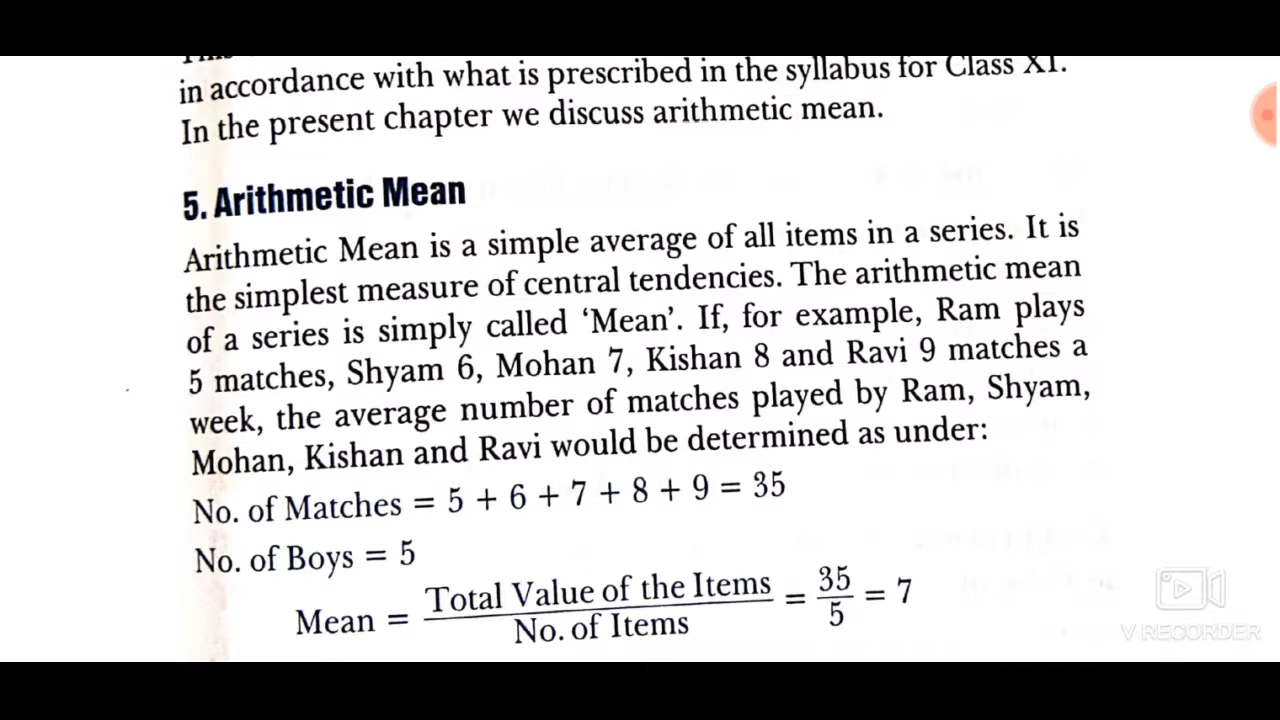 in accordance with what is prescribed in the syllabus for Class XI.
In the present chapter we discuss arithmetic mean.
5. Arithmetic Mean
Arithmetic Mean is a simple average of all items in a series. It is
the simplest measure of central tendencies. The arithmetic mean
of a series is simply called ‘Mean’. If, for example, Ram plays
5 matches, Shyam 6, Mohan 7, Kishan 8 and Ravi 9 matches a
week, the average number of matches played by Ram, Shyam,
Mohan, Kishan and Ravi would be determined as under:
No. of Matches = 5 + 6 + 7 + 8 + 9 = 35
No. of Boys = 5
Mean = Total Value of the Items / No. of Items = 35 / 5 = 7
V RECORDER